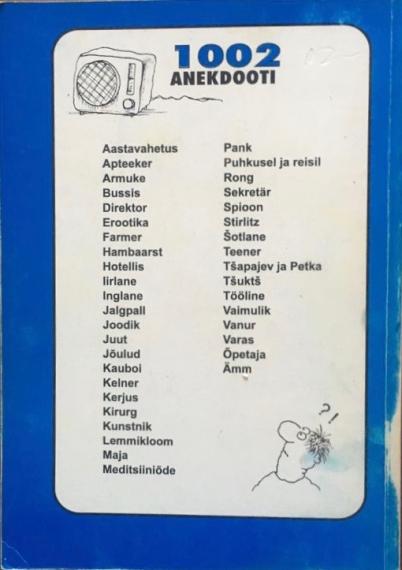 1002
ANEKDOOTI
Aastavahetus
Apteeker
Armuke
Bussis
Direktor
Erootika
Farmer
Hambaarst
Hotellis
Iirlane
Inglane
Jalgpall
Joodik
Juut
Jõulud
Kauboi
Kelner
Kerjus
Kirurg
Kunstnik
Lemmikloom
Maja
Meditsiiniõde
Pank
Puhkusel ja reisil
Rong
Sekretär
Spioon
Stirlitz
Šotlane
Teener
Tšapajev ja Petka
Tšuktš
Tööline
Vaimulik
Vanur
Varas
Õpetaja
Ämm
?!